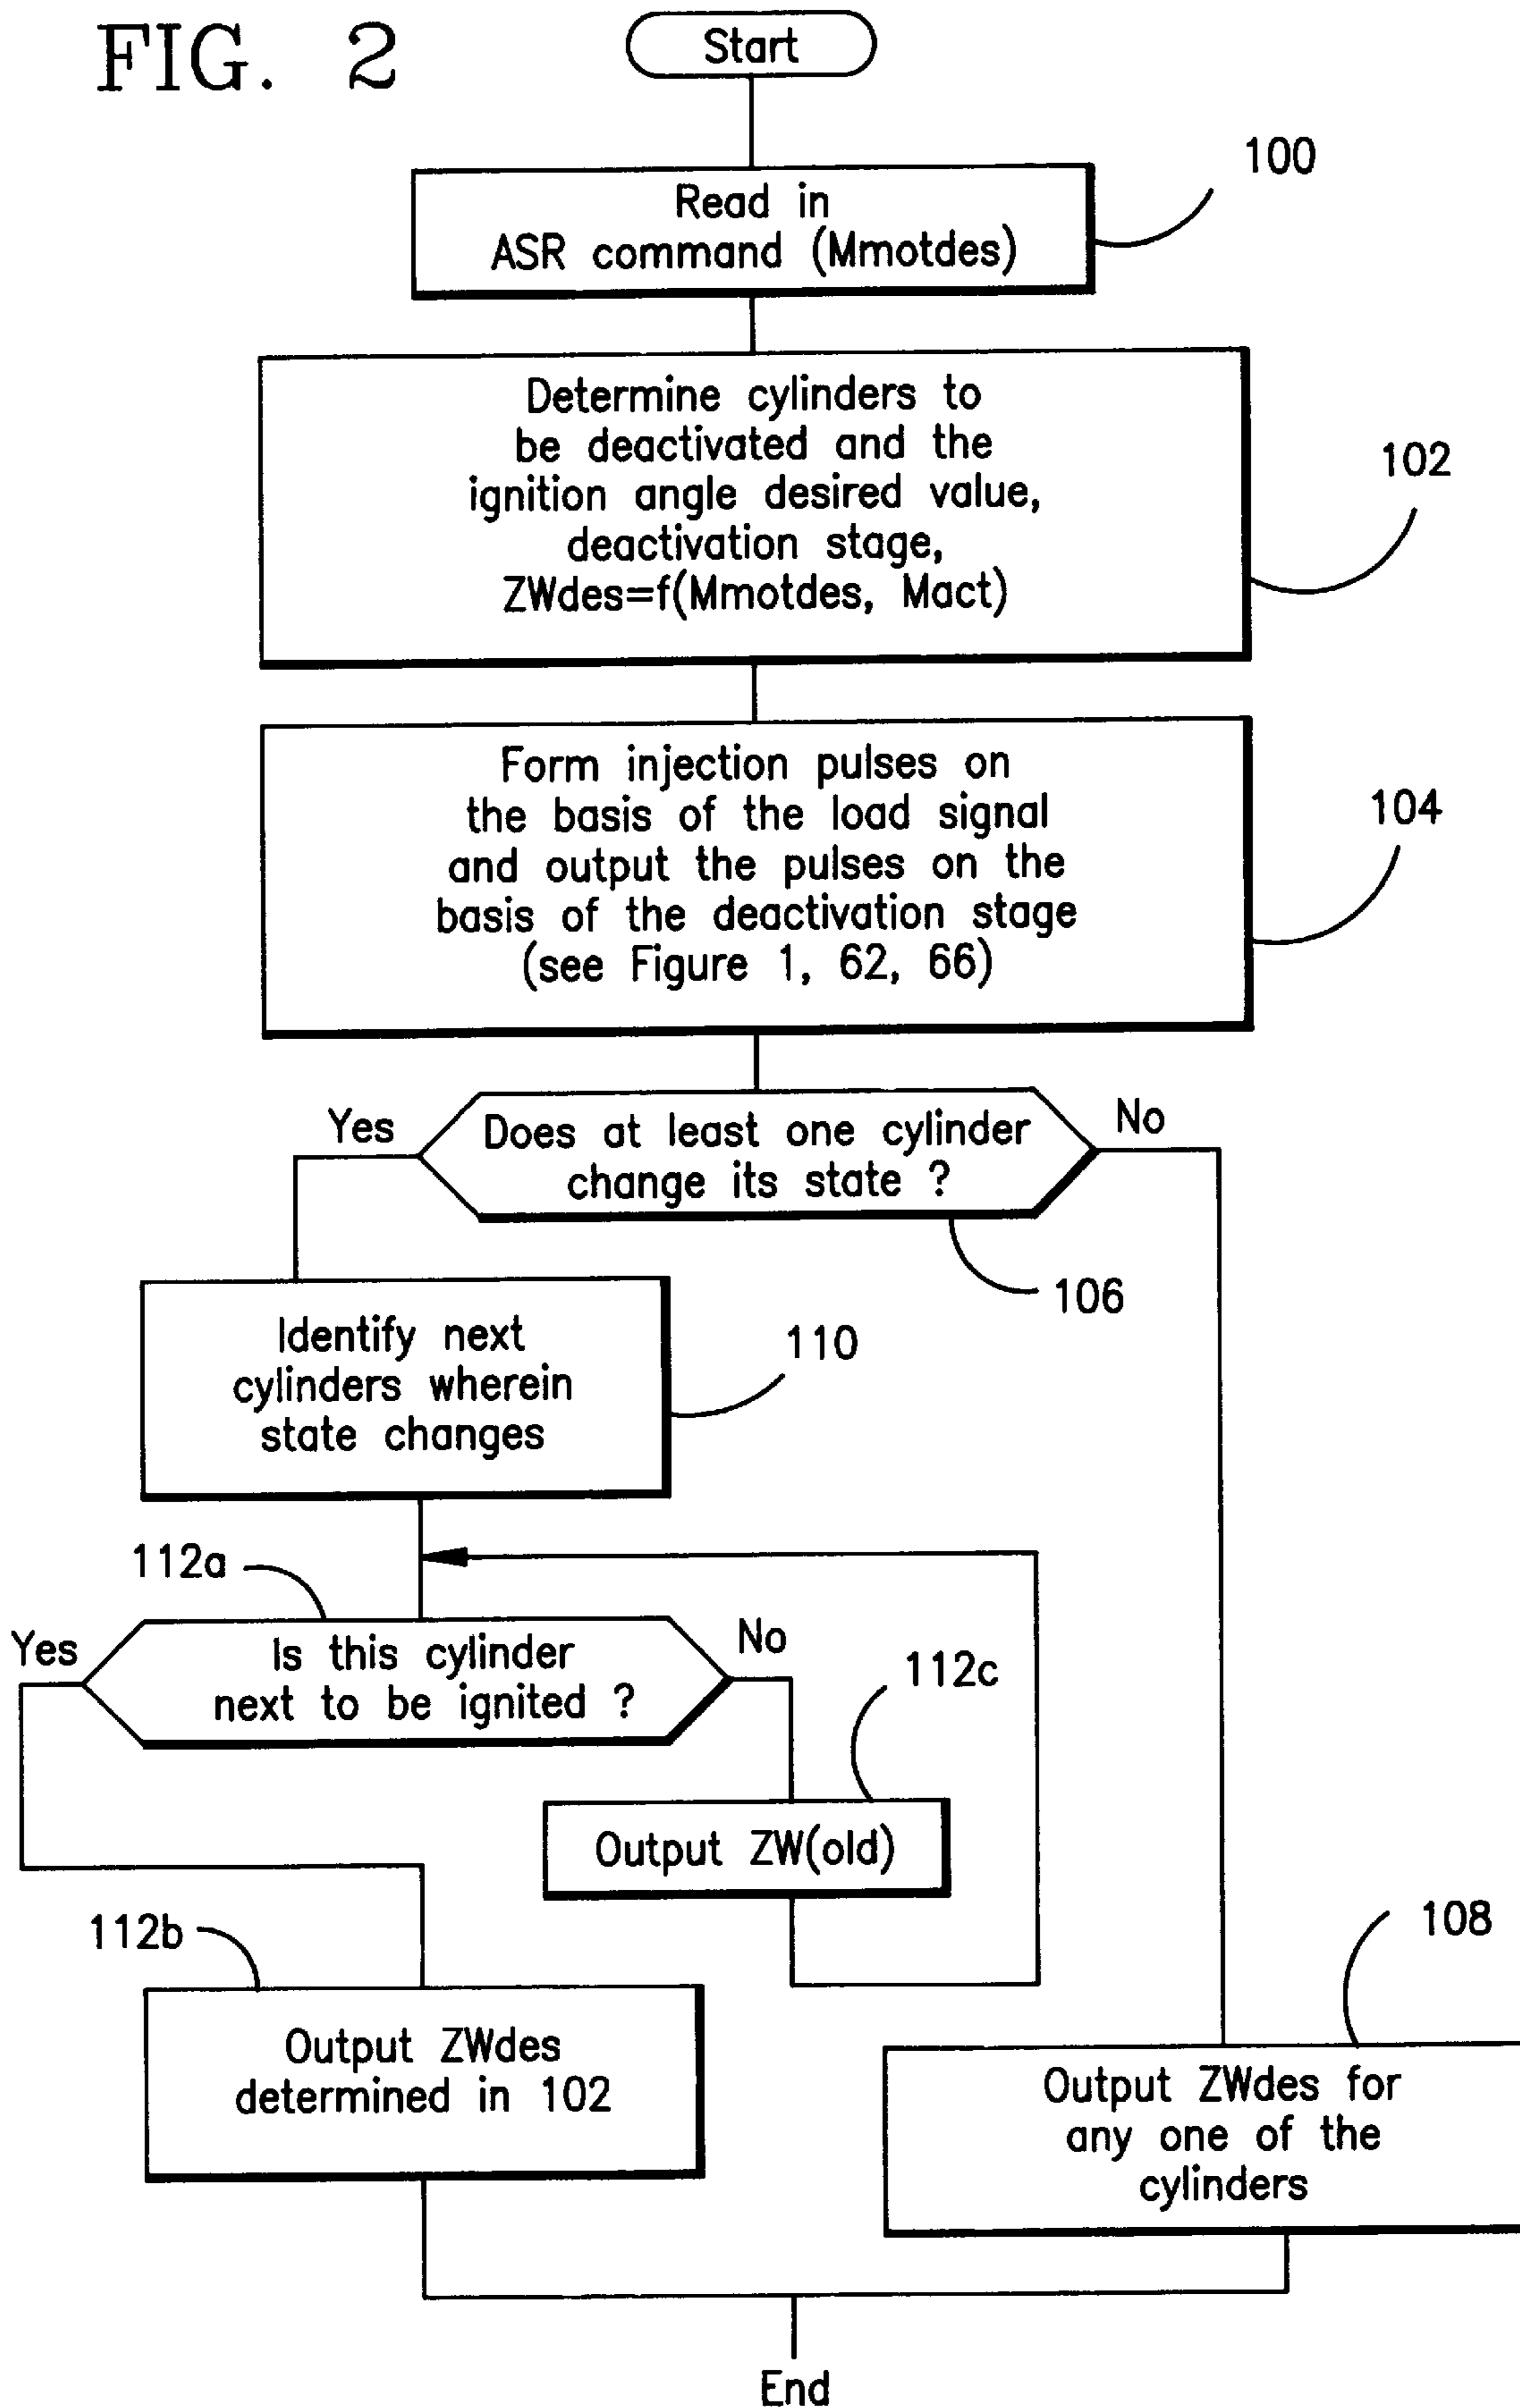 FIG. 2
Start
100
Read in
ASR command (Mmotdes)
Determine cylinders to
be deactivated and the
ignition angle desired value,
deactivation stage,
ZWdes=f(Mmotdes, Mact)
102
Form injection pulses on
the basis of the load signal
and output the pulses on the
basis of the deactivation stage
(see Figure 1, 62, 66)
104
Yes
Does at least one cylinder
change its state ?
No
106
Identify next
cylinders wherein
state changes
110
112a
Yes
Is this cylinder
next to be ignited ?
No
112c
Output ZW(old)
112b
108
Output ZWdes
determined in 102
Output ZWdes for
any one of the
cylinders
End